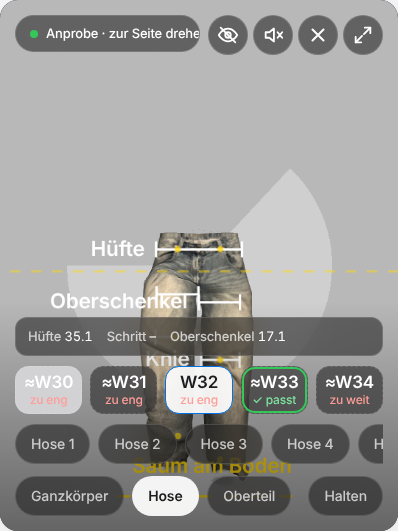 Anprobe · zur Seite drehe
Hüfte
Oberschenkel
Hüfte 35.1 Schritt – Oberschenkel 17.1
Knie
≈W30 ≈W31 W32 ≈W33 ≈W34
zu eng zu eng zu eng ✓ passt zu weit
Hose 1 Hose 2 Hose 3 Hose 4 H
Saum am Boden
Ganzkörper Hose Oberteil Halten